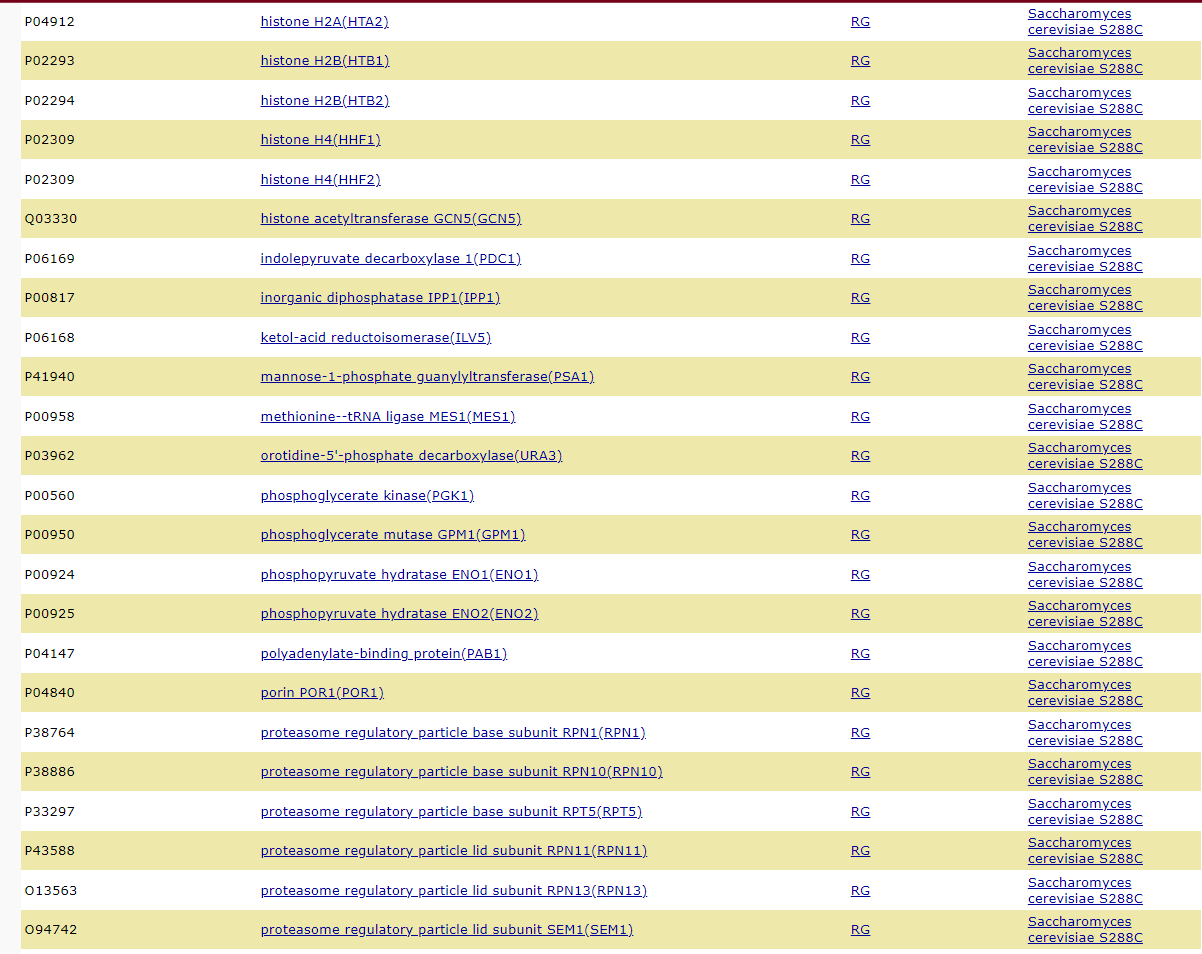 P04912 histone H2A(HTA2) RG Saccharomyces
cerevisiae S288C
P02293 histone H2B(HTB1) RG Saccharomyces
cerevisiae S288C
P02294 histone H2B(HTB2) RG Saccharomyces
cerevisiae S288C
P02309 histone H4(HHF1) RG Saccharomyces
cerevisiae S288C
P02309 histone H4(HHF2) RG Saccharomyces
cerevisiae S288C
Q03330 histone acetyltransferase GCN5(GCN5) RG Saccharomyces
cerevisiae S288C
P06169 indolepyruvate decarboxylase 1(PDC1) RG Saccharomyces
cerevisiae S288C
P00817 inorganic diphosphatase IPP1(IPP1) RG Saccharomyces
cerevisiae S288C
P06168 ketol-acid reductoisomerase(ILV5) RG Saccharomyces
cerevisiae S288C
P41940 mannose-1-phosphate guanylyltransferase(PSA1) RG Saccharomyces
cerevisiae S288C
P00958 methionine--tRNA ligase MES1(MES1) RG Saccharomyces
cerevisiae S288C
P03962 orotidine-5'-phosphate decarboxylase(URA3) RG Saccharomyces
cerevisiae S288C
P00560 phosphoglycerate kinase(PGK1) RG Saccharomyces
cerevisiae S288C
P00950 phosphoglycerate mutase GPM1(GPM1) RG Saccharomyces
cerevisiae S288C
P00924 phosphopyruvate hydratase ENO1(ENO1) RG Saccharomyces
cerevisiae S288C
P00925 phosphopyruvate hydratase ENO2(ENO2) RG Saccharomyces
cerevisiae S288C
P04147 polyadenylate-binding protein(PAB1) RG Saccharomyces
cerevisiae S288C
P04840 porin POR1(POR1) RG Saccharomyces
cerevisiae S288C
P38764 proteasome regulatory particle base subunit RPN1(RPN1) RG Saccharomyces
cerevisiae S288C
P38886 proteasome regulatory particle base subunit RPN10(RPN10) RG Saccharomyces
cerevisiae S288C
P33297 proteasome regulatory particle base subunit RPT5(RPT5) RG Saccharomyces
cerevisiae S288C
P43588 proteasome regulatory particle lid subunit RPN11(RPN11) RG Saccharomyces
cerevisiae S288C
O13563 proteasome regulatory particle lid subunit RPN13(RPN13) RG Saccharomyces
cerevisiae S288C
O94742 proteasome regulatory particle lid subunit SEM1(SEM1) RG Saccharomyces
cerevisiae S288C